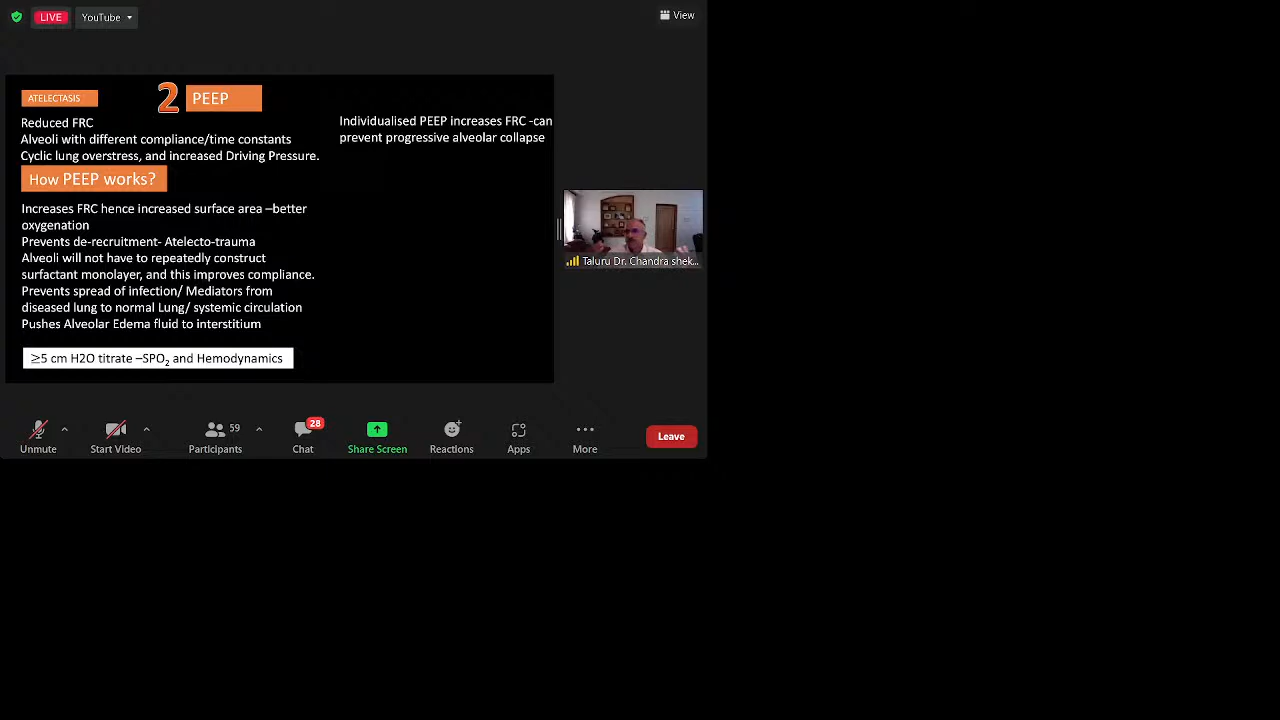 LIVE
YouTube
View
ATELECTASIS
2 PEEP
Reduced FRC
Alveoli with different compliance/time constants
Cyclic lung overstress, and increased Driving Pressure.
How PEEP works?
Increases FRC hence increased surface area –better
oxygenation
Prevents de-recruitment- Atelecto-trauma
Alveoli will not have to repeatedly construct
surfactant monolayer, and this improves compliance.
Prevents spread of infection/ Mediators from
diseased lung to normal Lung/ systemic circulation
Pushes Alveolar Edema fluid to interstitium
≥5 cm H2O titrate –SPO₂ and Hemodynamics
Individualised PEEP increases FRC -can
prevent progressive alveolar collapse
Taluru Dr. Chandra shek...
Unmute
Start Video
59
Participants
28
Chat
Share Screen
Reactions
Apps
More
Leave